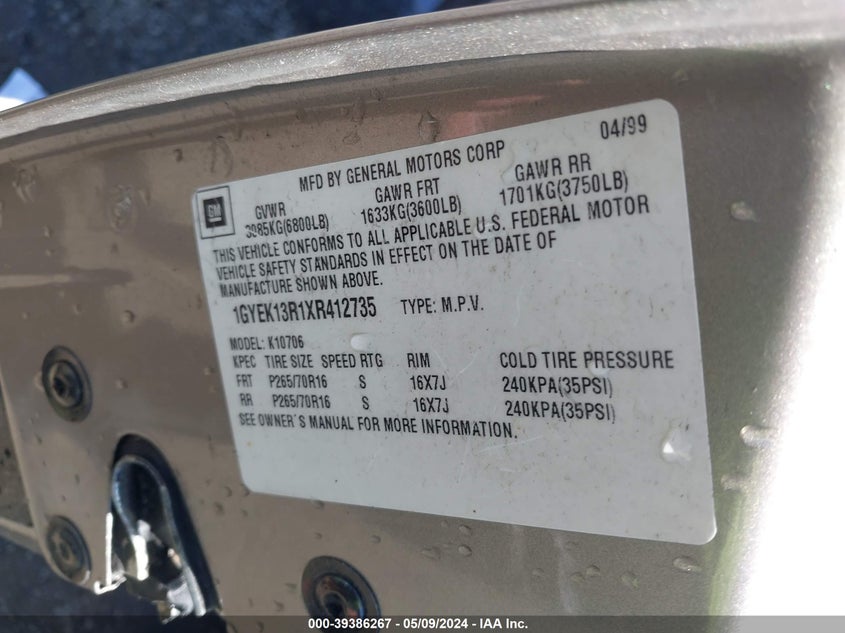 04/99
MFD BY GENERAL MOTORS CORP
GM
GVWR GAWR FRT GAWR RR
3085KG(6800LB) 1633KG(3600LB) 1701KG(3750LB)
THIS VEHICLE CONFORMS TO ALL APPLICABLE U.S. FEDERAL MOTOR
VEHICLE SAFETY STANDARDS IN EFFECT ON THE DATE OF
MANUFACTURE SHOWN ABOVE.
1GYEK13R1XR412735 TYPE: M.P.V.
MODEL: K10706
KPEC TIRE SIZE SPEED RTG RIM COLD TIRE PRESSURE
FRT P265/70R16 S 16X7J 240KPA(35PSI)
RR P265/70R16 S 16X7J 240KPA(35PSI)
SEE OWNER'S MANUAL FOR MORE INFORMATION.
000-39386267 - 05/09/2024 - IAA Inc.